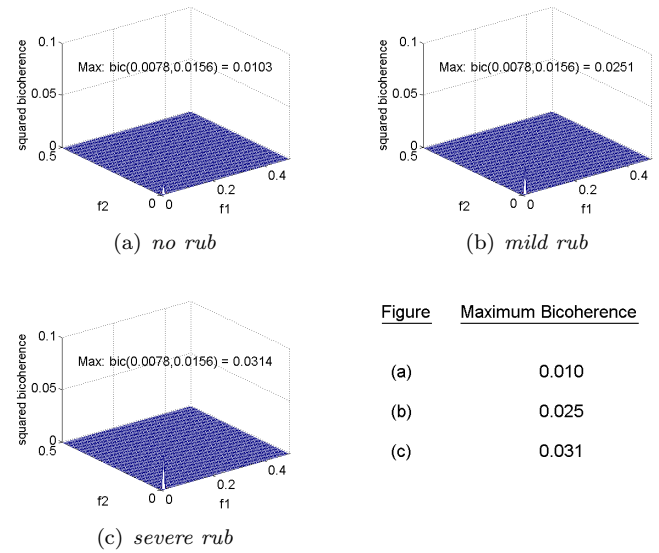 0.1
Max: bic(0.0078,0.0156) = 0.0103
0.05
squared bicoherence
0
0.5
0.4
0.2
f2
0 0
f1
(a) no rub
0.1
Max: bic(0.0078,0.0156) = 0.0251
0.05
squared bicoherence
0
0.5
0.4
0.2
f2
0 0
f1
(b) mild rub
0.1
Max: bic(0.0078,0.0156) = 0.0314
0.05
squared bicoherence
0
0.5
0.4
0.2
f2
0 0
f1
(c) severe rub
Figure Maximum Bicoherence
(a) 0.010
(b) 0.025
(c) 0.031